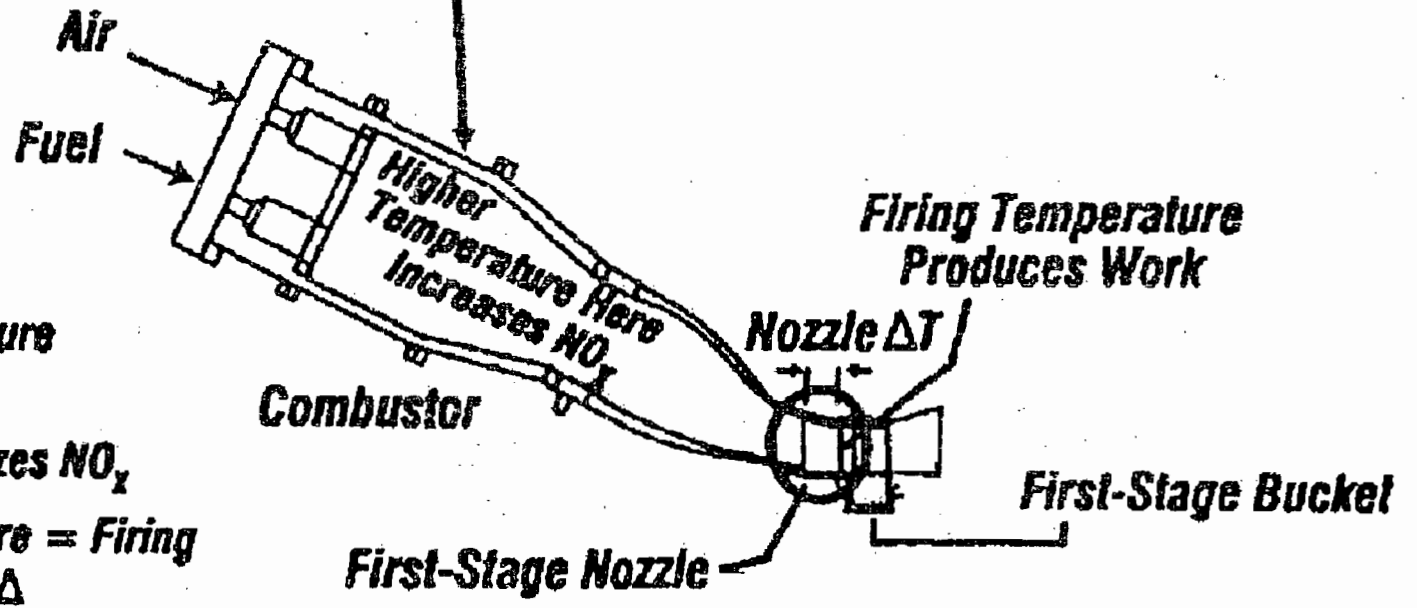 Air
Fuel
Higher
Temperature Here
Increases NOx
Firing Temperature
Produces Work
Nozzle ΔT
ure
Combustor
zes NOx
re = Firing
Δ
First-Stage Bucket
First-Stage Nozzle